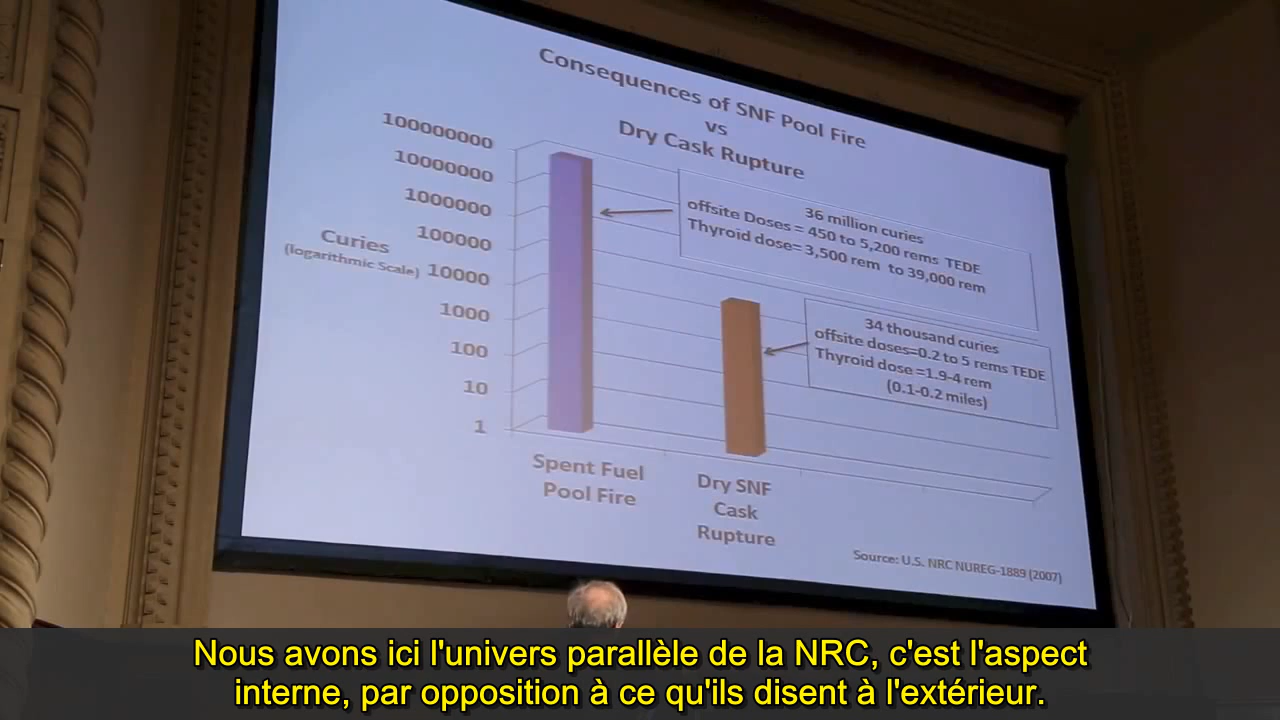 Consequences of SNF Pool Fire
vs
Dry Cask Rupture
100000000
10000000
1000000
100000
10000
1000
100
10
1
Curies
(logarithmic Scale)
36 million curies
offsite Doses = 450 to 5,200 rems TEDE
Thyroid dose= 3,500 rem to 39,000 rem
34 thousand curies
offsite doses=0.2 to 5 rems TEDE
Thyroid dose =1.9-4 rem
(0.1-0.2 miles)
Spent Fuel
Pool Fire
Dry SNF
Cask
Rupture
Source: U.S. NRC NUREG-1889 (2007)
Nous avons ici l'univers parallèle de la NRC, c'est l'aspect
interne, par opposition à ce qu'ils disent à l'extérieur.